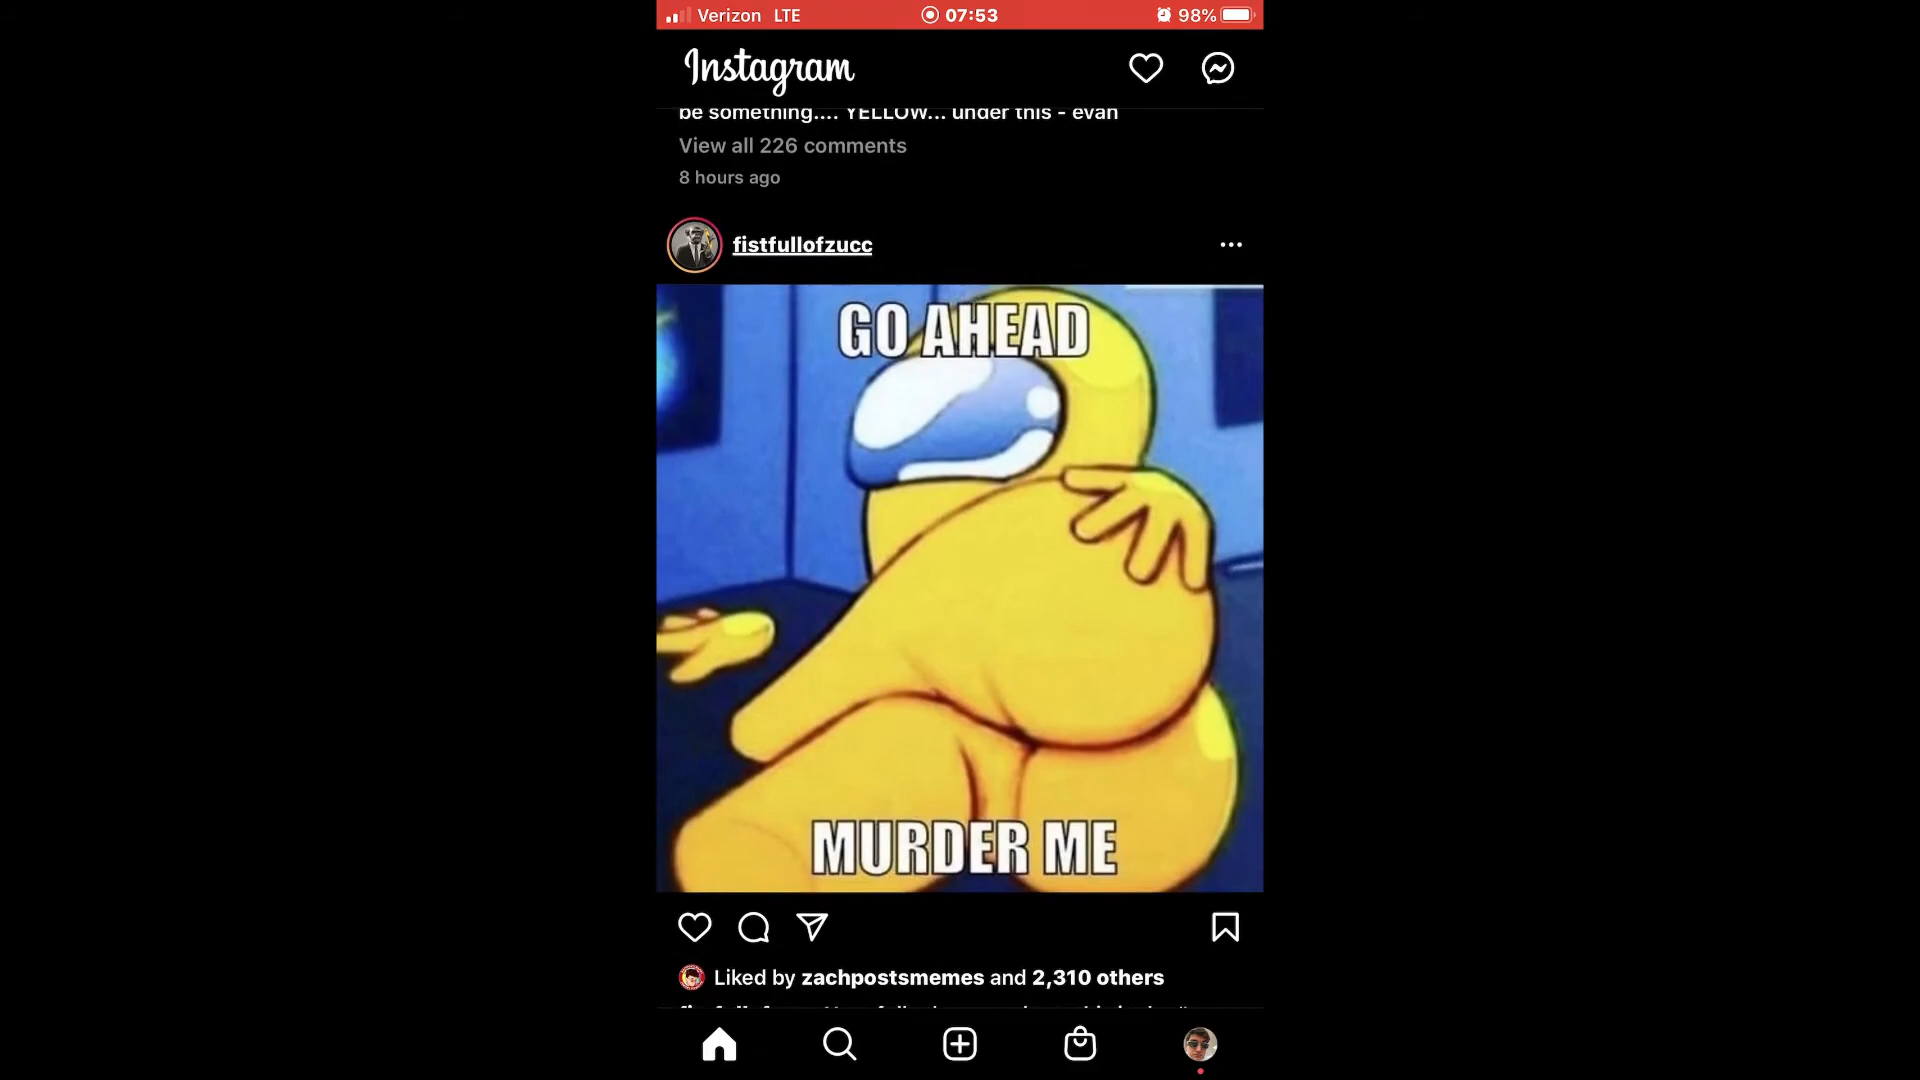 Verizon LTE 07:53 98%
Instagram
be something.... YELLOW... under this - evan
View all 226 comments
8 hours ago
fistfullofzucc
GO AHEAD
MURDER ME
Liked by zachpostsmemes and 2,310 others